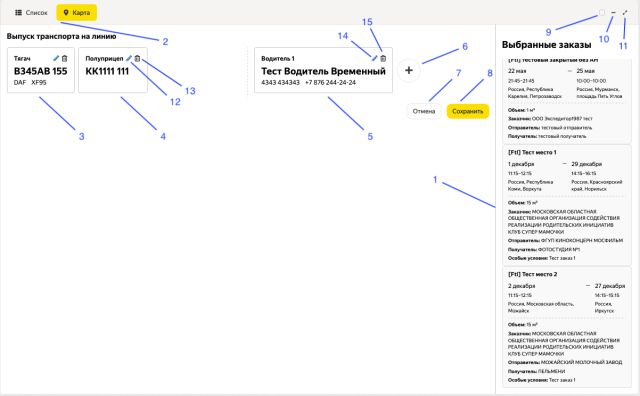 Список
Карта
2
9
10
11
Выпуск транспорта на линию
15
14
6
Тягач
В345АВ 155
DAF XF95
Полуприцеп
КК1111 111
13
12
3
4
Водитель 1
Тест Водитель Временный
4343 434343 +7 876 244-24-24
+
5
7
8
Отмена
Сохранить
1
Выбранные заказы
[Ftl] Тестовый закрытый без АН
22 мая – 25 мая
21:45-21:45 10:00-10:00
Россия, Республика Россия, Мурманск,
Карелия, Петрозаводск площадь Пять Углов
Объем: 1 м³
Заказчик: ООО Экспедитор1987 тест
Отправитель: тестовый отправитель
Получатель: тестовый получатель
[Ftl] Тест место 1
1 декабря – 29 декабря
11:15-12:15 14:15-16:15
Россия, Республика Россия, Красноярский
Коми, Воркута край, Норильск
Объем: 15 м³
Заказчик: МОСКОВСКАЯ ОБЛАСТНАЯ
ОБЩЕСТВЕННАЯ ОРГАНИЗАЦИЯ СОДЕЙСТВИЯ
РЕАЛИЗАЦИИ РОДИТЕЛЬСКИХ ИНИЦИАТИВ
КЛУБ СУПЕР МАМОЧКИ
Отправитель: ФГУП КИНОКОНЦЕРН МОСФИЛЬМ
Получатель: ФОТОСТУДИЯ №1
Особые условия: Тест заказ 1
[Ftl] Тест место 2
2 декабря – 27 декабря
11:15-12:15 14:15-15:15
Россия, Московская область, Россия,
Можайск Иркутск
Объем: 15 м³
Заказчик: МОСКОВСКАЯ ОБЛАСТНАЯ
ОБЩЕСТВЕННАЯ ОРГАНИЗАЦИЯ СОДЕЙСТВИЯ
РЕАЛИЗАЦИИ РОДИТЕЛЬСКИХ ИНИЦИАТИВ
КЛУБ СУПЕР МАМОЧКИ
Отправитель: МОЖАЙСКИЙ МОЛОЧНЫЙ ЗАВОД
Получатель: ПЕЛЬМЕНИ
Особые условия: Тест заказ 1